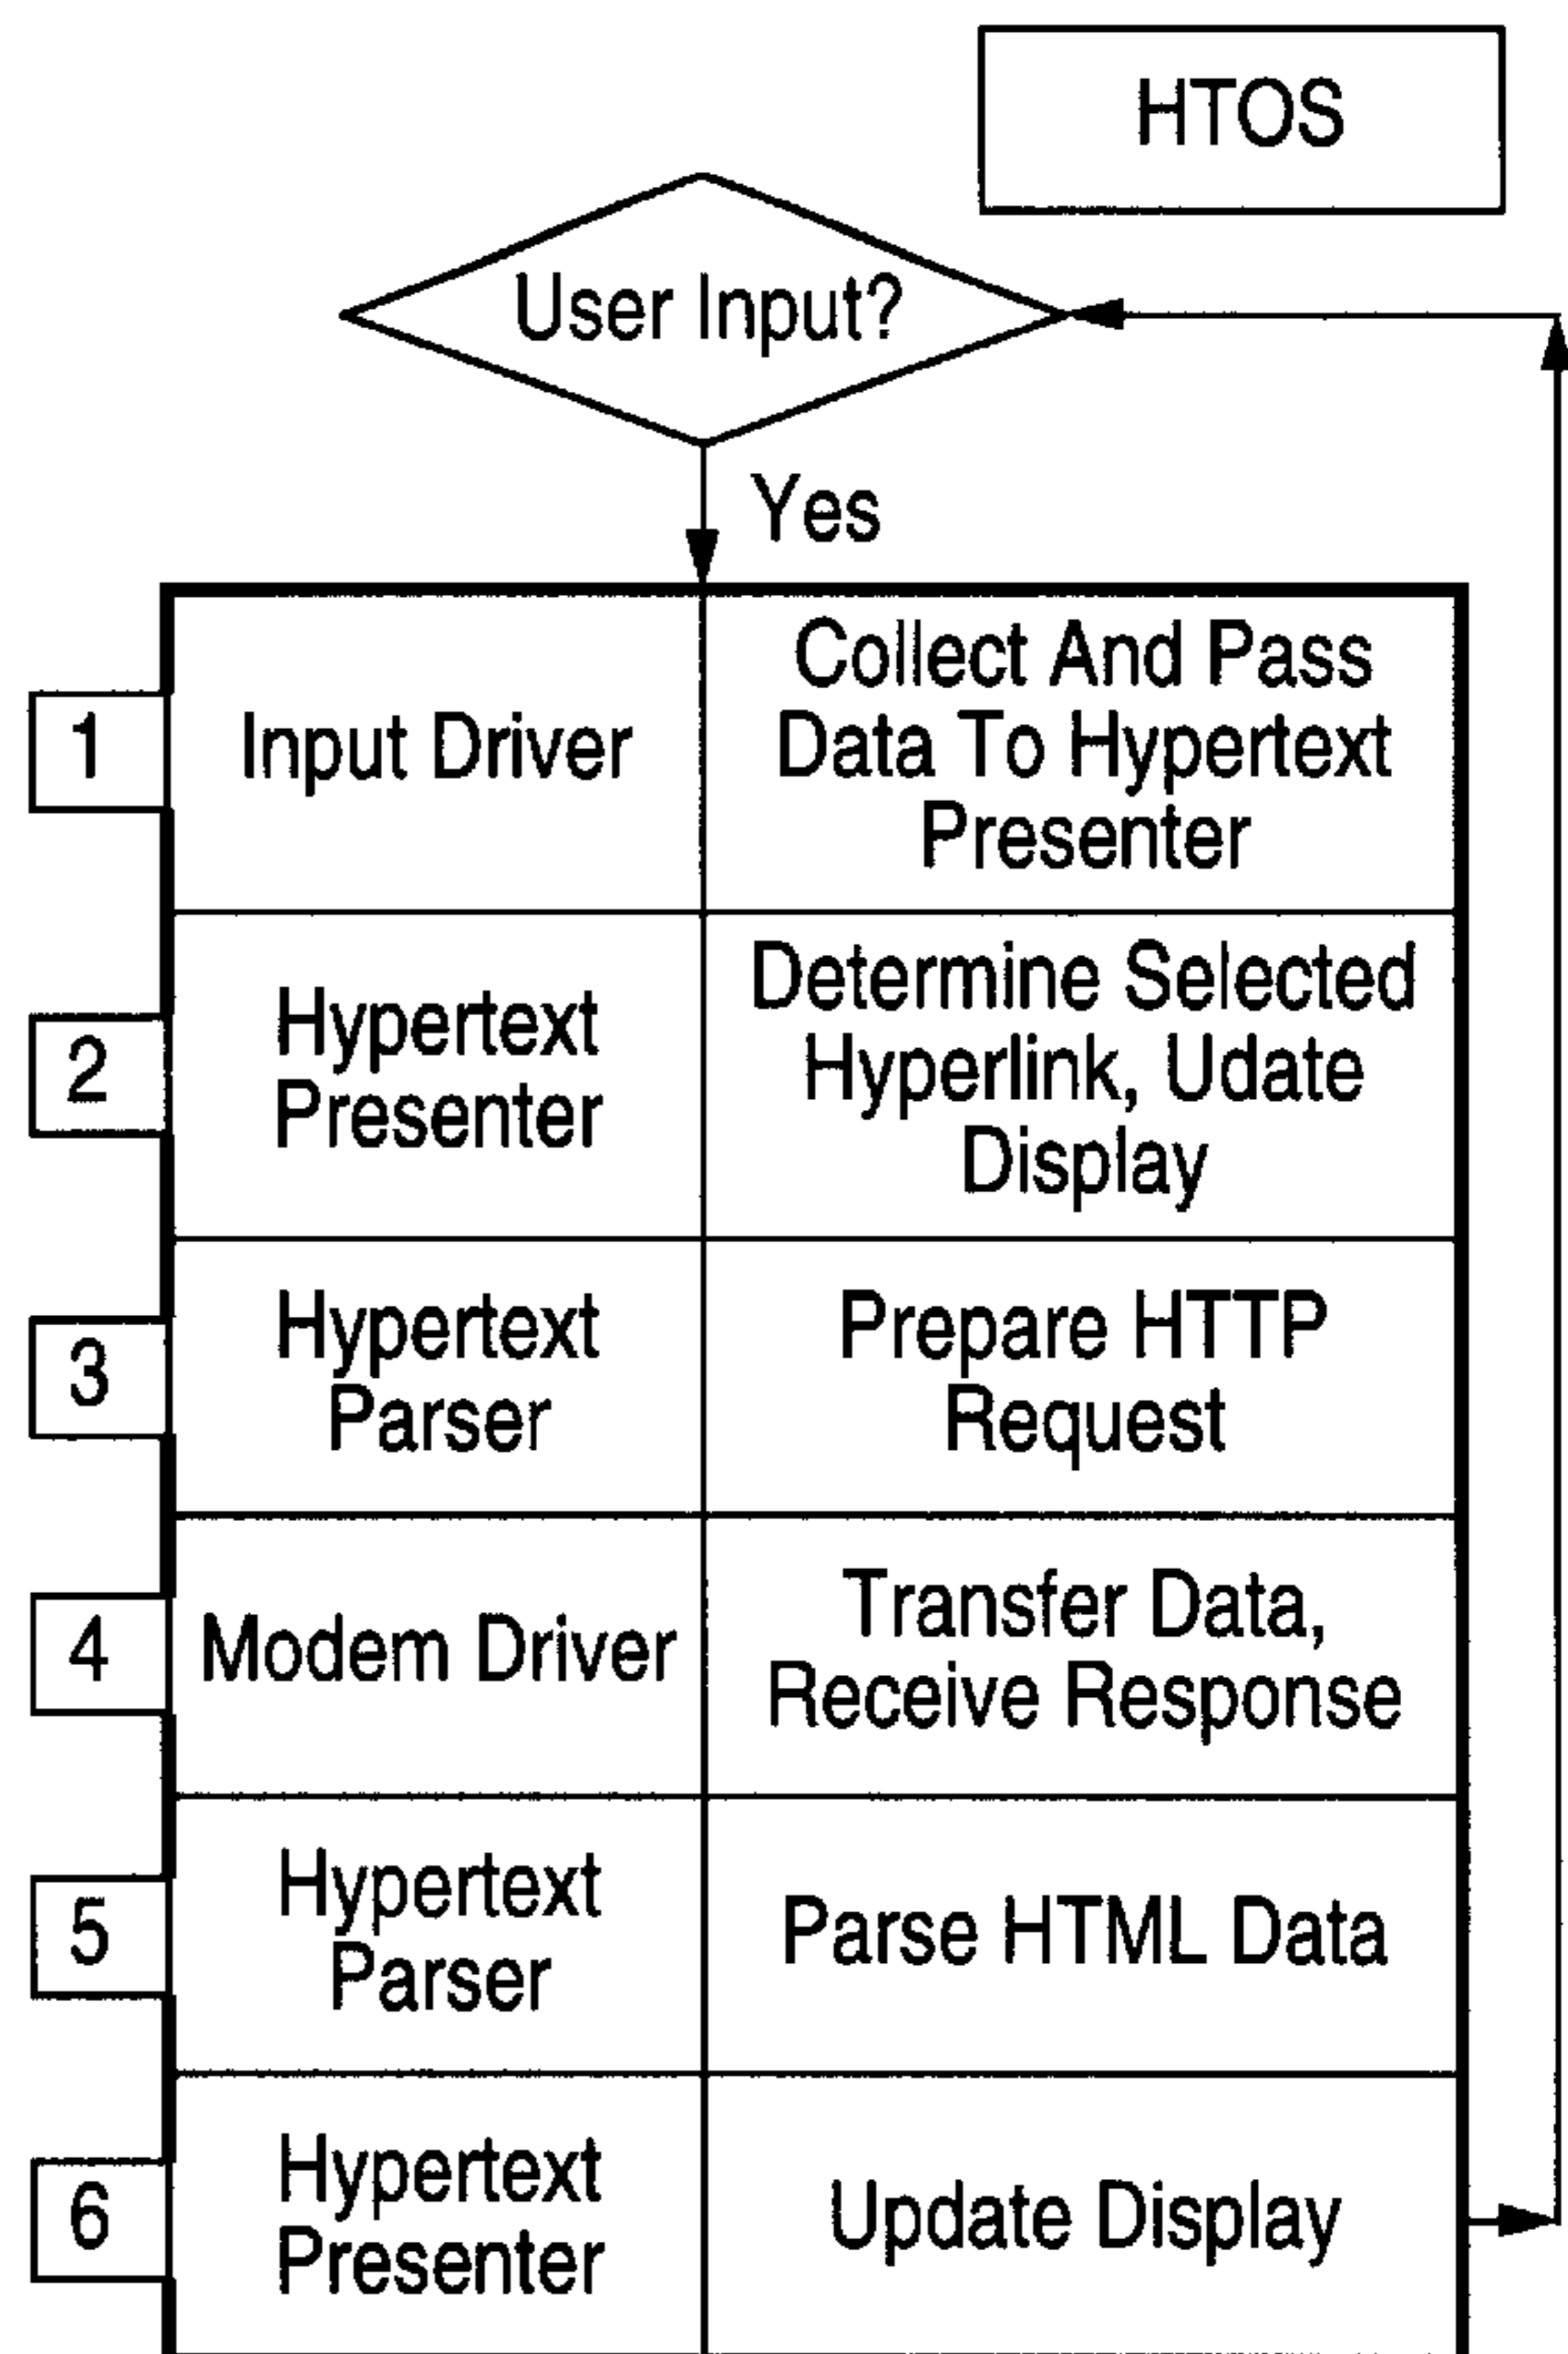 HTOS
User Input?
Yes
1
Input Driver
Collect And Pass
Data To Hypertext
Presenter
2
Hypertext
Presenter
Determine Selected
Hyperlink, Udate
Display
3
Hypertext
Parser
Prepare HTTP
Request
4
Modem Driver
Transfer Data,
Receive Response
5
Hypertext
Parser
Parse HTML Data
6
Hypertext
Presenter
Update Display